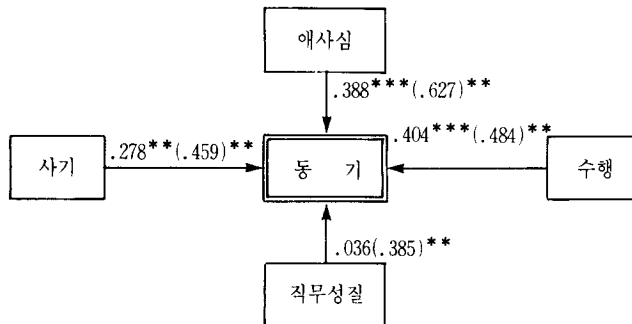 애사심
.388***(.627)**
사기
.278**(.459)**
동 기
.404***(.484)**
수행
.036(.385)**
직무성질